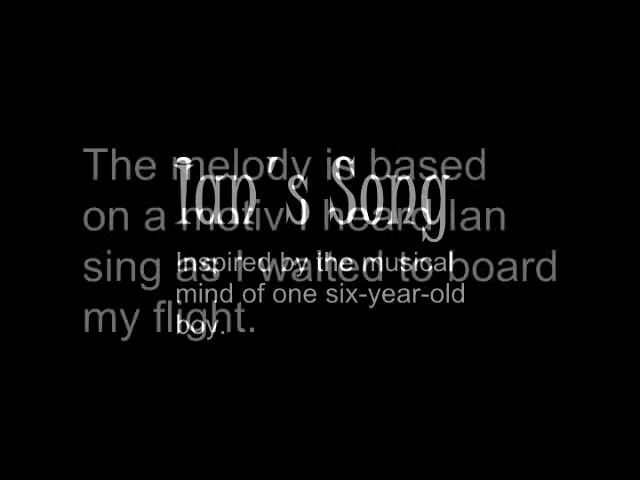 Ian's Song
Inspired by the musical
mind of one six-year-old
boy.
The melody is based
on a motiv I heard Ian
sing as I waited to board
my flight.